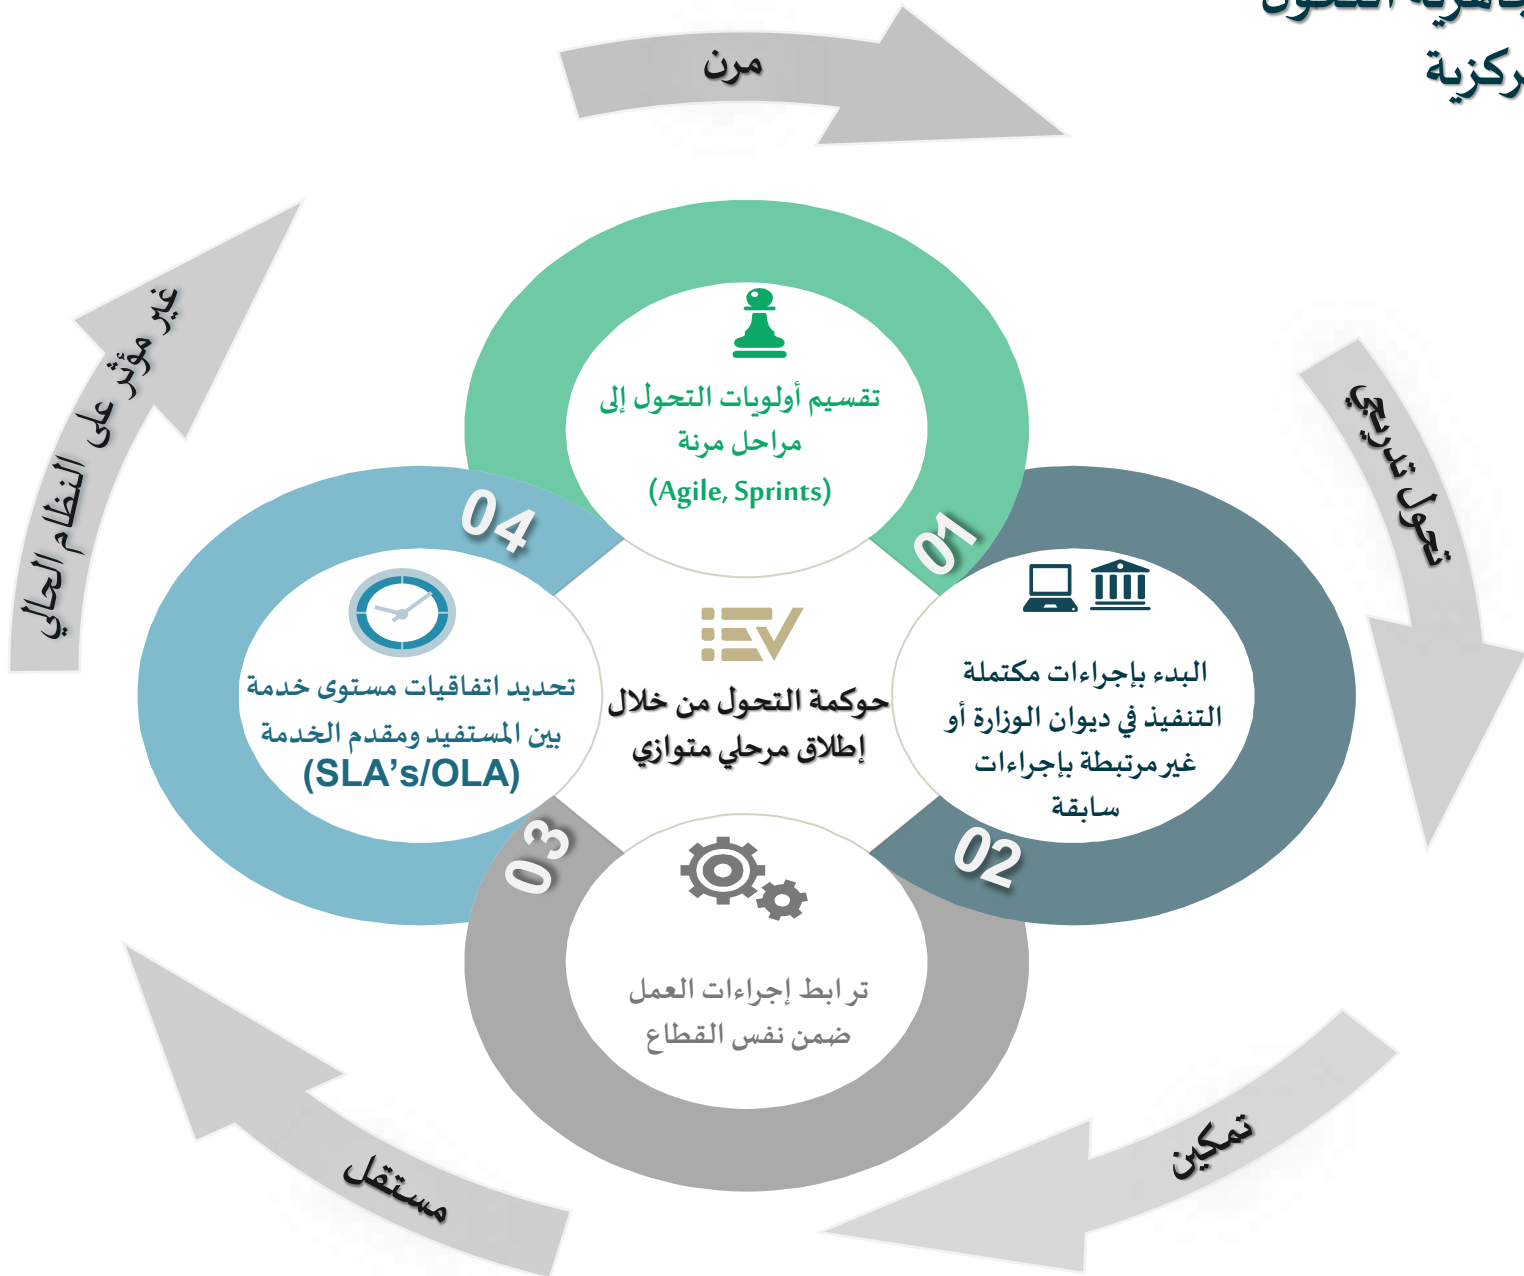 التحول
مرن
غير مؤثر على النظام الحالي
تحول تدريجي
تقسيم أولويات التحول إلى
مراحل مرنة
(Agile, Sprints)
01
البدء بإجراءات مكتملة
التنفيذ في ديوان الوزارة أو
غير مرتبطة بإجراءات
سابقة
02
حوكمة التحول من خلال
إطلاق مرحلي متوازي
04
تحديد اتفاقيات مستوى خدمة
بين المستفيد ومقدم الخدمة
(SLA's/OLA)
03
ترابط إجراءات العمل
ضمن نفس القطاع
تمكين
مستقل